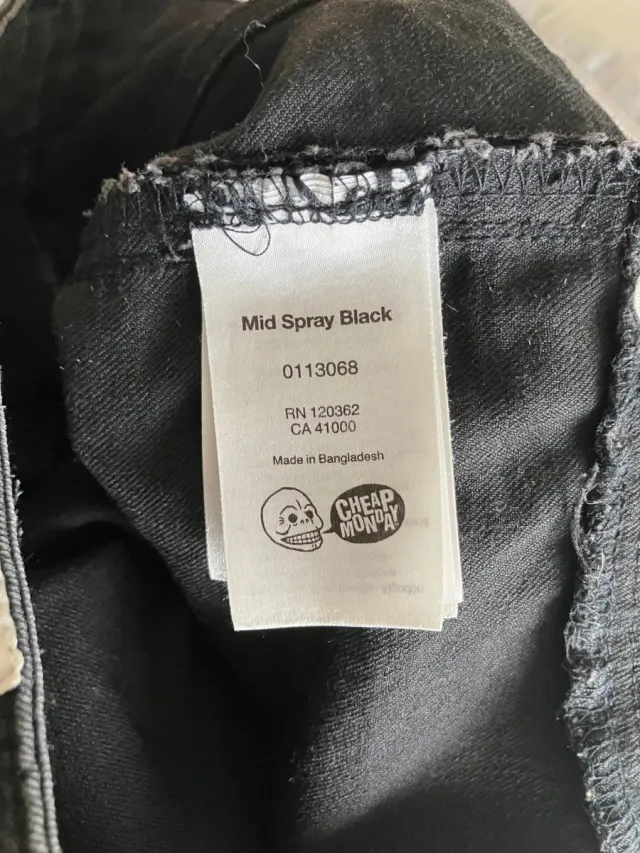 Mid Spray Black
0113068
RN 120362
CA 41000
Made in Bangladesh
CHEAP
MONDAY